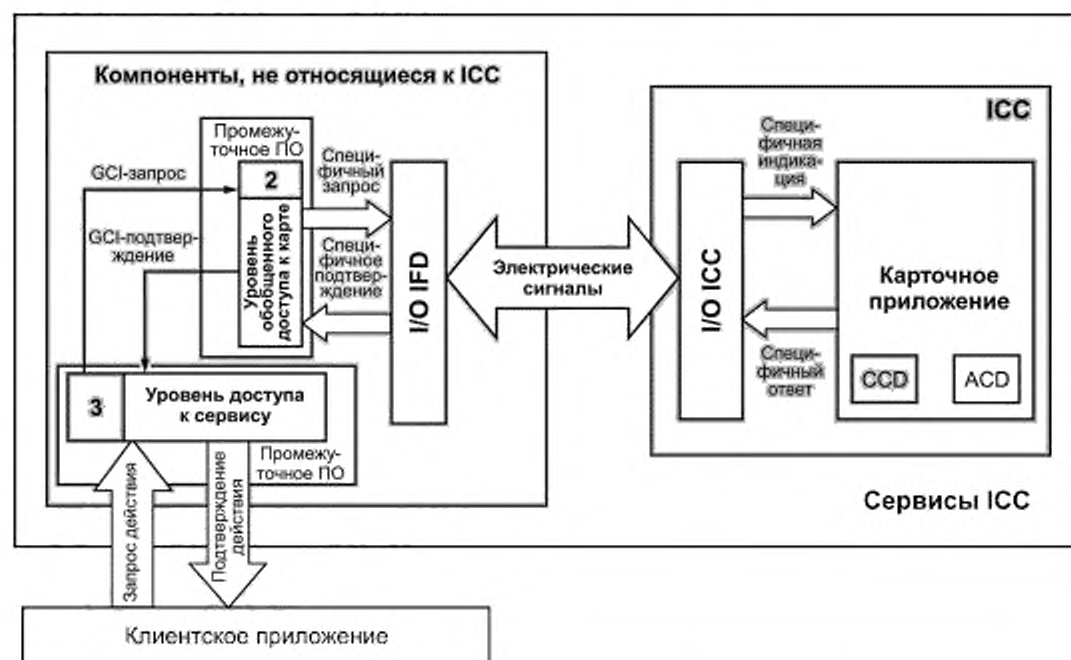 Компоненты, не относящиеся к ICC
Промежу-
точное ПО
GCI-запрос
2
Специ-
фичный
запрос
GCI-подтвер-
ждение
Уровень
обобщенного
доступа к карте
Специ-
фичное
подтвер-
ждение
I/O IFD
3
Уровень доступа
к сервису
Промежу-
точное ПО
Запрос действия
Подтверждение
действия
Электрические
сигналы
ICC
Специ-
фичная
индика-
ция
I/O ICC
Карточное
приложение
Специ-
фичный
ответ
CCD
ACD
Сервисы ICC
Клиентское приложение